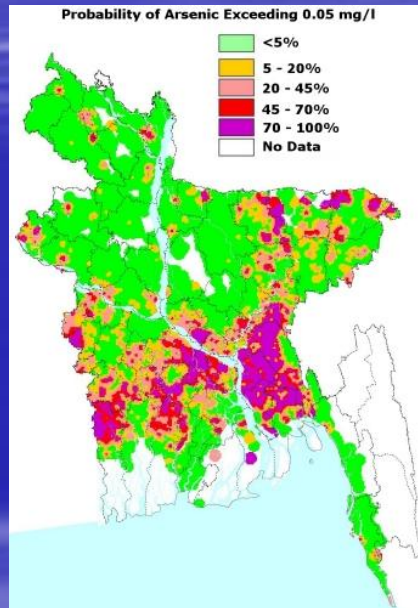 Probability of Arsenic Exceeding 0.05 mg/l
<5%
5 - 20%
20 - 45%
45 - 70%
70 - 100%
No Data